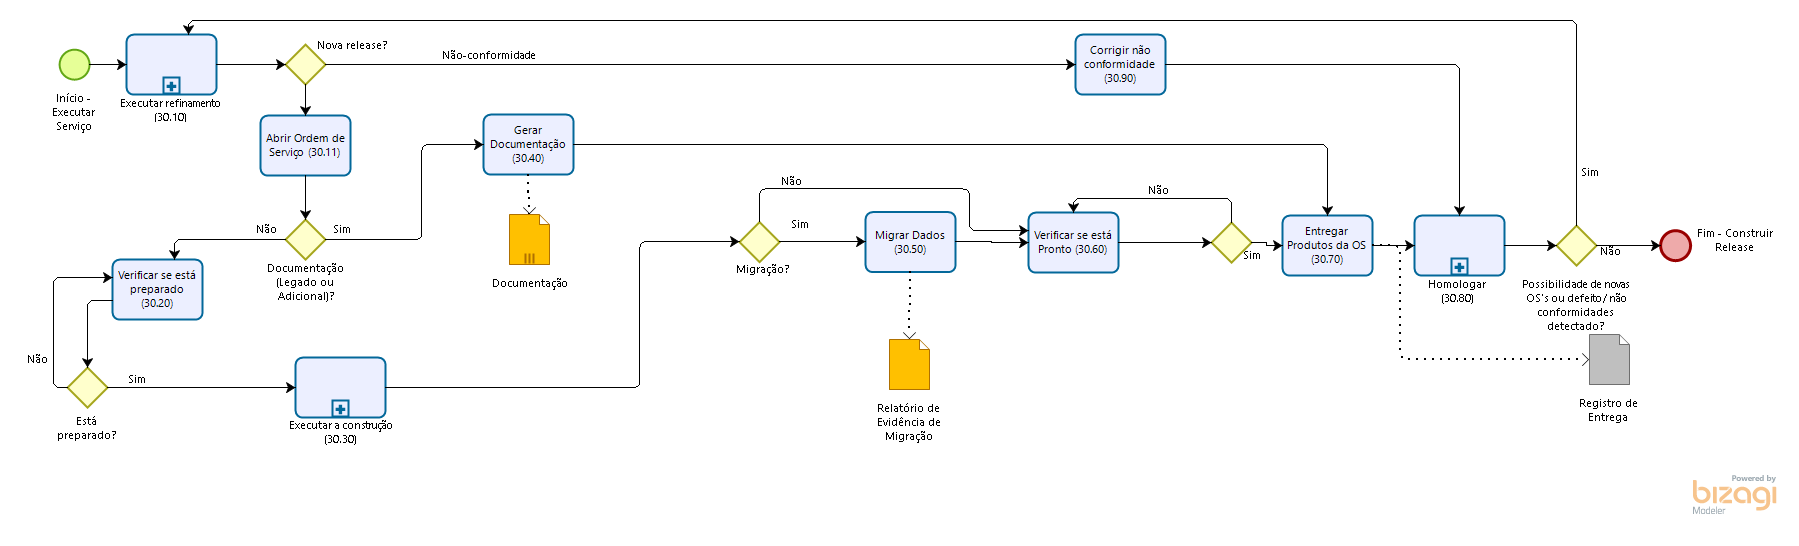 Início -
Executar
Serviço
Executar refinamento
(30.10)
Nova release?
Não-conformidade
Corrigir não
conformidade
(30.90)
Abrir Ordem de
Serviço (30.11)
Não
Sim
Documentação
(Legado ou
Adicional)?
Gerar
Documentação
(30.40)
Documentação
Verificar se está
preparado
(30.20)
Não
Sim
Está
preparado?
Executar a construção
(30.30)
Não
Sim
Migração?
Migrar Dados
(30.50)
Relatório de
Evidência de
Migração
Verificar se está
Pronto (30.60)
Não
Sim
Entregar
Produtos da OS
(30.70)
Homologar
(30.80)
Sim
Não
Possibilidade de novas
OS's ou defeito/ não
conformidades
detectado?
Fim - Construir
Release
Registro de
Entrega
Powered by
bizagi
Modeler